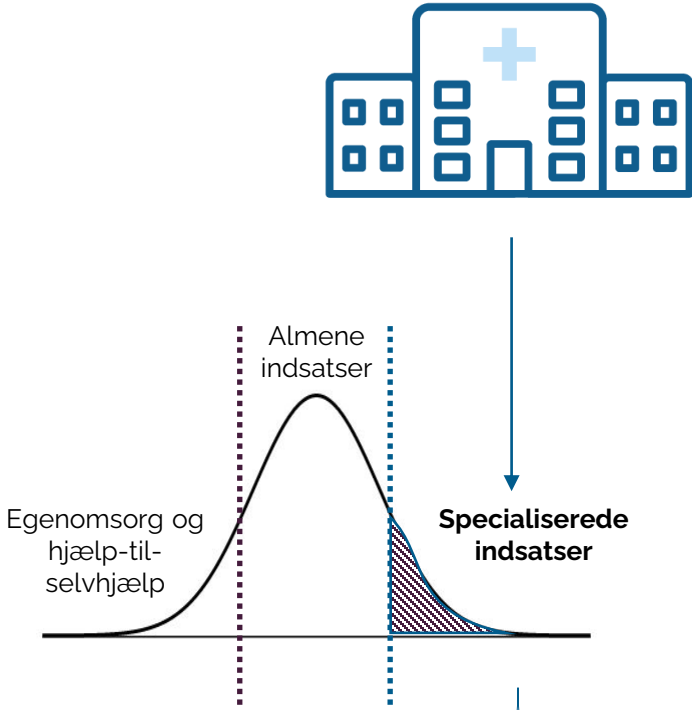 Almene
indsatser
Egenomsorg og
hjælp-til-
selvhjælp
Specialiserede
indsatser